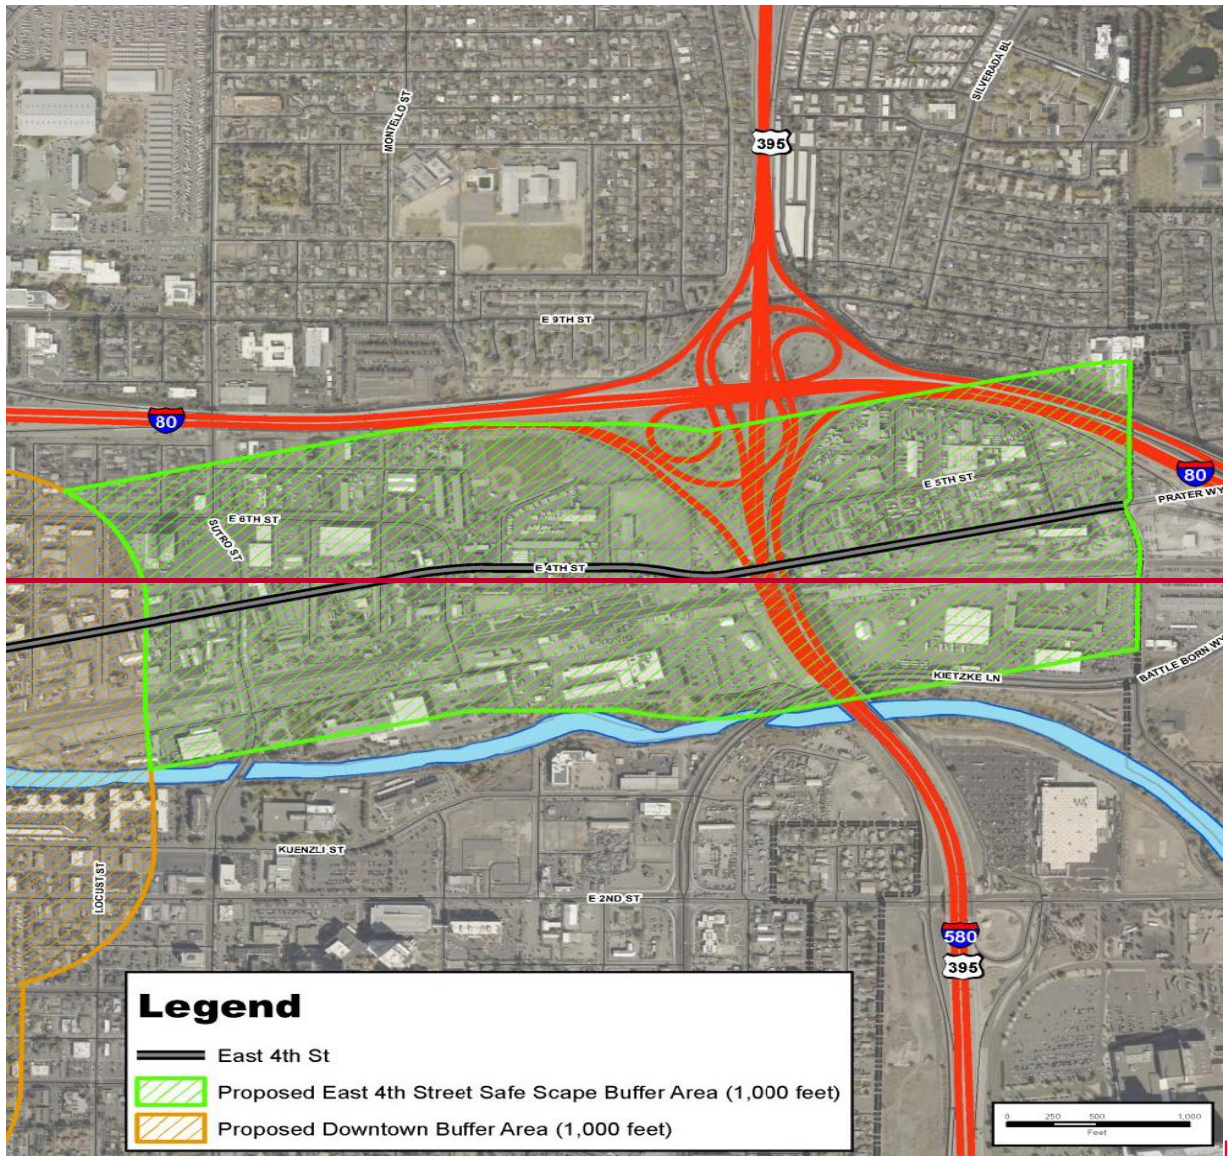 MONTELLO ST
SILVERADA BL
395
E 9TH ST
80
80
E 5TH ST
PRATER WY
E 6TH ST
SUTRO ST
E 4TH ST
KIETZKE LN
BATTLE BORN WY
KUENZLI ST
LOCUST ST
E 2ND ST
580
395
Legend
East 4th St
Proposed East 4th Street Safe Scape Buffer Area (1,000 feet)
Proposed Downtown Buffer Area (1,000 feet)
0 250 500 1,000
Feet